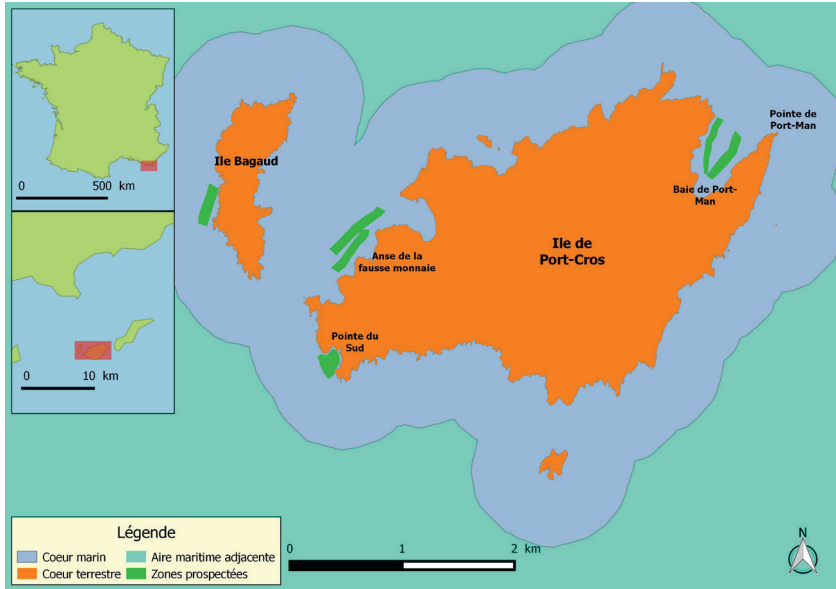 0 500 km
0 10 km
Ile Bagaud
Pointe de
Port-Man
Baie de Port-
Man
Anse de la
fausse monnaie
Ile de
Port-Cros
Pointe du
Sud
Légende
Coeur marin
Aire maritime adjacente
Coeur terrestre
Zones prospectées
0 1 2 km
N